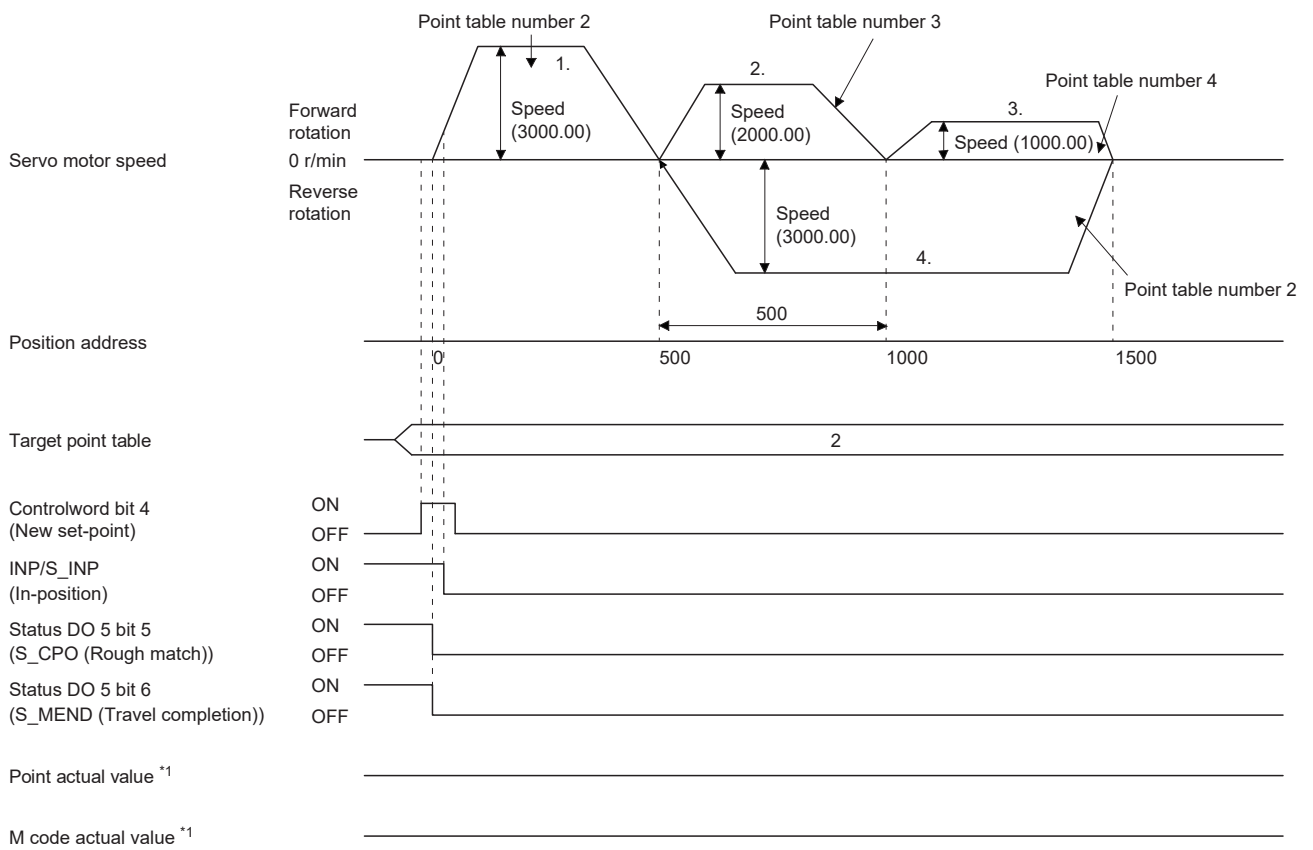 Point table number 2
Point table number 3
1.
2.
Point table number 4
3.
Forward
rotation
Speed
(3000.00)
Speed
(2000.00)
Speed (1000.00)
Servo motor speed
0 r/min
Reverse
rotation
Speed
(3000.00)
4.
Point table number 2
500
Position address
0
500
1000
1500
Target point table
2
Controlword bit 4
(New set-point)
ON
OFF
INP/S_INP
(In-position)
ON
OFF
Status DO 5 bit 5
(S_CPO (Rough match))
ON
OFF
Status DO 5 bit 6
(S_MEND (Travel completion))
ON
OFF
Point actual value *1
M code actual value *1